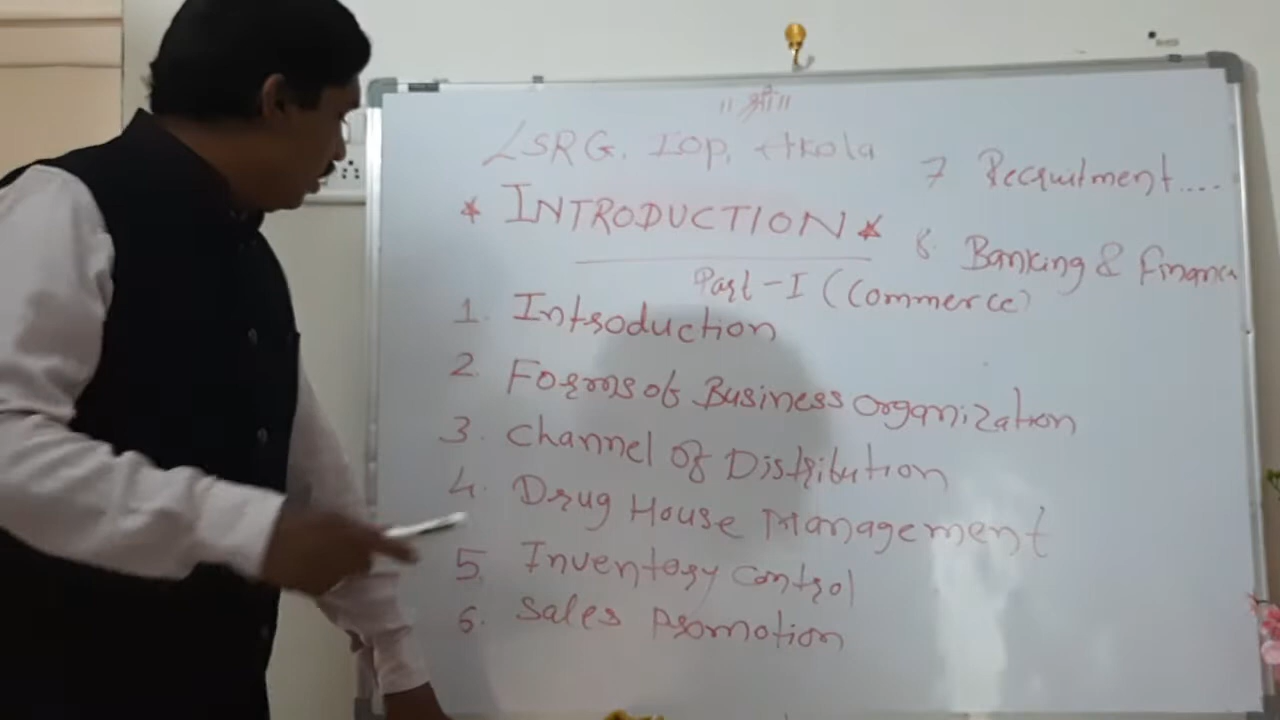 ॥ श्री ॥
LSRG. IOP, Akola
* INTRODUCTION *
Part-I (Commerce)
1. Introduction
2. Forms of Business Organization
3. Channel of Distribution
4. Drug House Management
5. Inventory control
6. Sales Promotion
7 Recruitment....
8. Banking & Finance